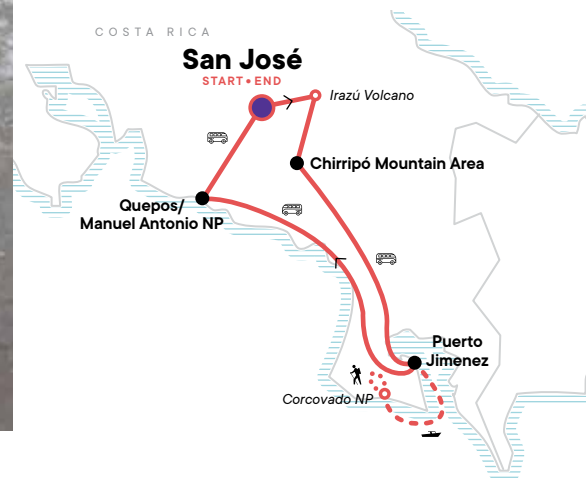 COSTA RICA
San José
START•END
Irazú Volcano
Chirripó Mountain Area
Quepos/
Manuel Antonio NP
Puerto
Jimenez
Corcovado NP